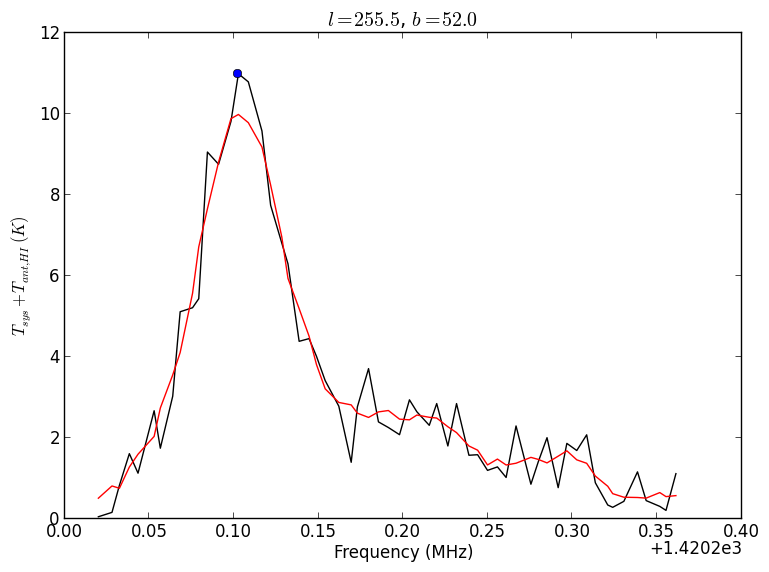 l = 255.5, b = 52.0
12
10
8
6
4
2
0
T_sys + T_ant,HI (K)
0.00 0.05 0.10 0.15 0.20 0.25 0.30 0.35 0.40
Frequency (MHz)
+1.4202e3